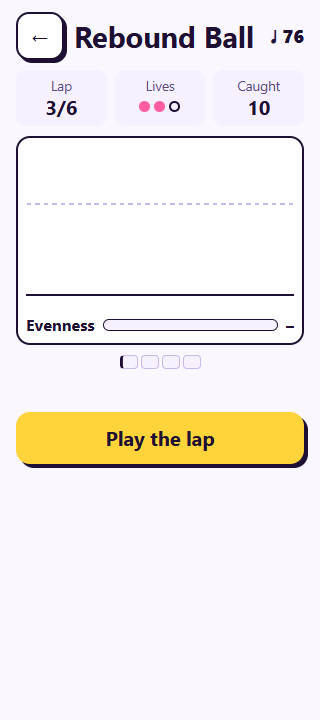 ← Rebound Ball ♩76
Lap Lives Caught
3/6 10
Evenness –
Play the lap